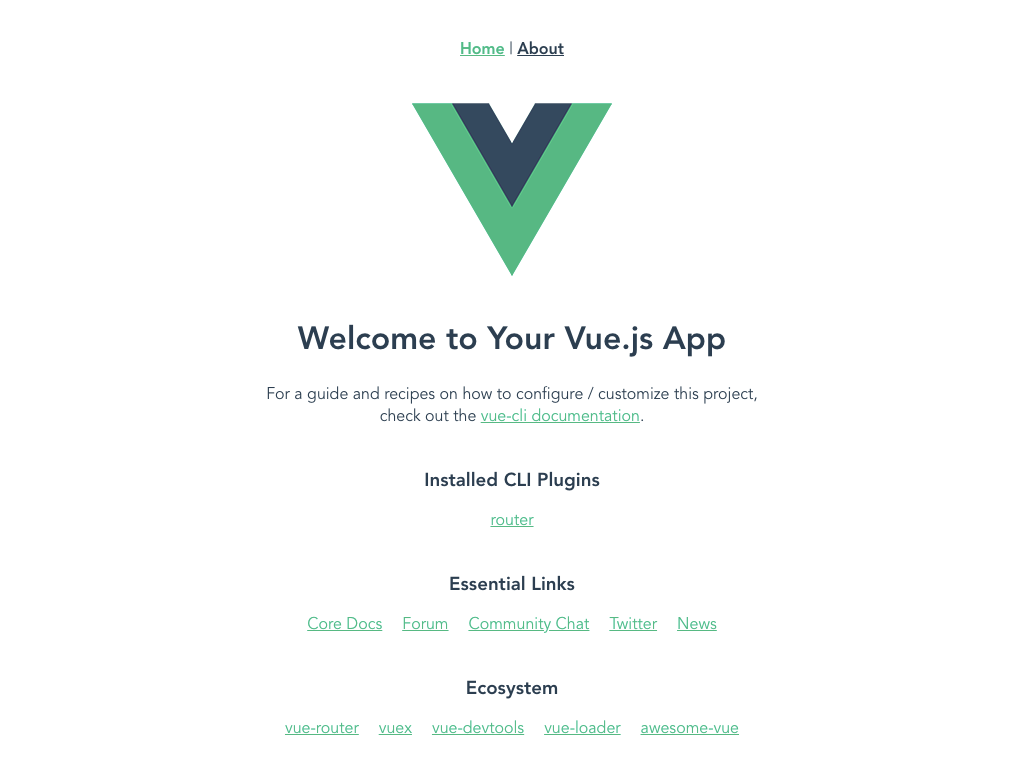 Home | About
Welcome to Your Vue.js App
For a guide and recipes on how to configure / customize this project,
check out the vue-cli documentation.
Installed CLI Plugins
router
Essential Links
Core Docs Forum Community Chat Twitter News
Ecosystem
vue-router vuex vue-devtools vue-loader awesome-vue